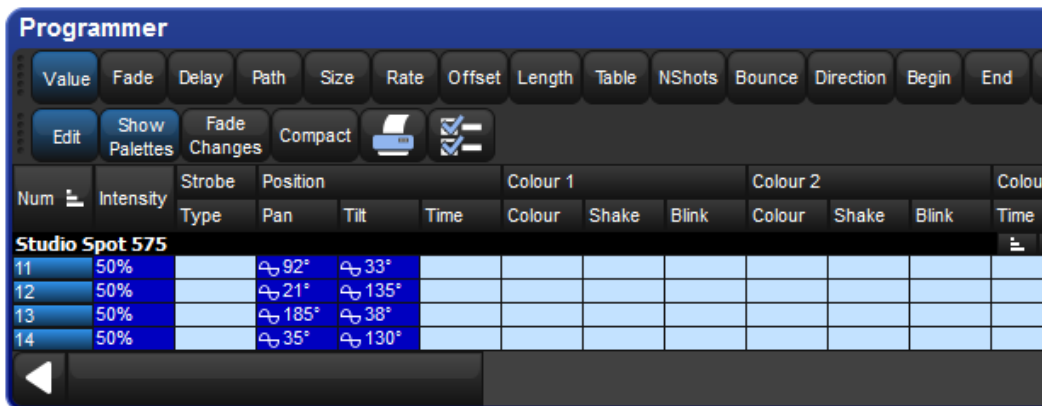 Programmer
Value Fade Delay Path Size Rate Offset Length Table NShots Bounce Direction Begin End
Edit Show Palettes Fade Changes Compact
Num Intensity Strobe Position Colour 1 Colour 2 Colou
Type Pan Tilt Time Colour Shake Blink Colour Shake Blink Time
Studio Spot 575
11 50% 92° 33°
12 50% 21° 135°
13 50% 185° 38°
14 50% 35° 130°